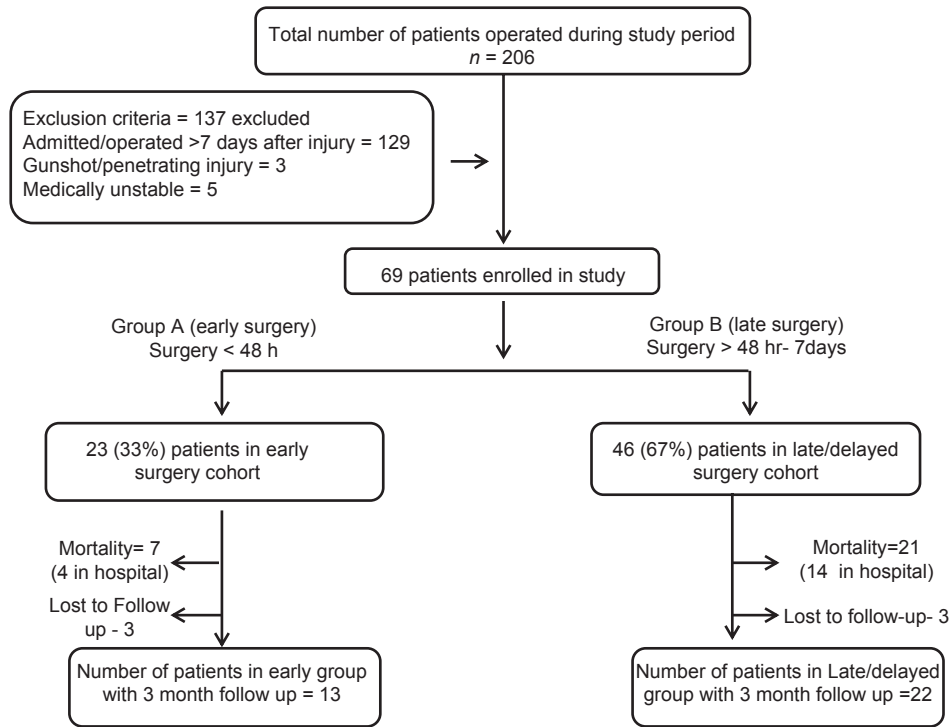 Total number of patients operated during study period
n = 206
Exclusion criteria = 137 excluded
Admitted/operated >7 days after injury = 129
Gunshot/penetrating injury = 3
Medically unstable = 5
69 patients enrolled in study
Group A (early surgery)
Surgery < 48 h
Group B (late surgery)
Surgery > 48 hr- 7days
23 (33%) patients in early
surgery cohort
46 (67%) patients in late/delayed
surgery cohort
Mortality= 7
(4 in hospital)
Lost to Follow
up - 3
Mortality=21
(14 in hospital)
Lost to follow-up- 3
Number of patients in early group
with 3 month follow up = 13
Number of patients in Late/delayed
group with 3 month follow up =22